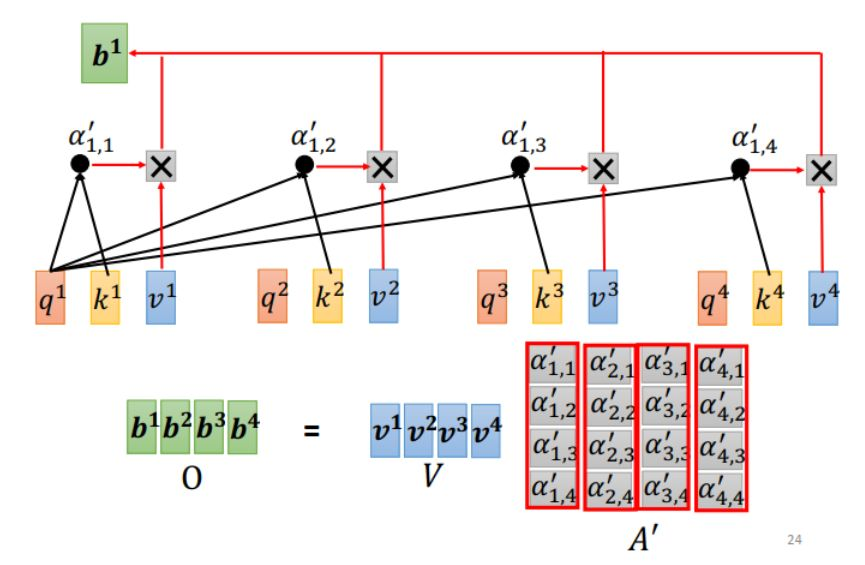 b¹
α′₁,₁ α′₁,₂ α′₁,₃ α′₁,₄
× × × ×
q¹ k¹ v¹ q² k² v² q³ k³ v³ q⁴ k⁴ v⁴
α′₁,₁ α′₂,₁ α′₃,₁ α′₄,₁
α′₁,₂ α′₂,₂ α′₃,₂ α′₄,₂
b¹ b² b³ b⁴ = v¹ v² v³ v⁴
α′₁,₃ α′₂,₃ α′₃,₃ α′₄,₃
α′₁,₄ α′₂,₄ α′₃,₄ α′₄,₄
O V
A′
24